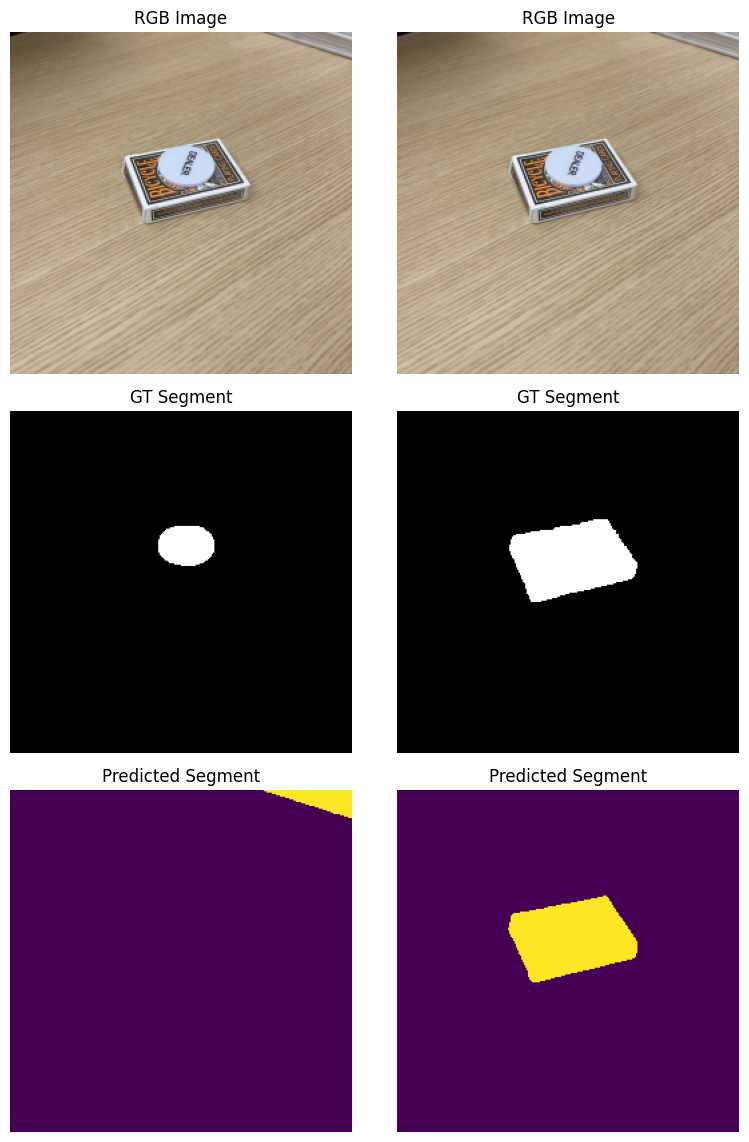 RGB Image
RGB Image
BICYCLE
DEALER
BICYCLE
DEALER
GT Segment
GT Segment
Predicted Segment
Predicted Segment